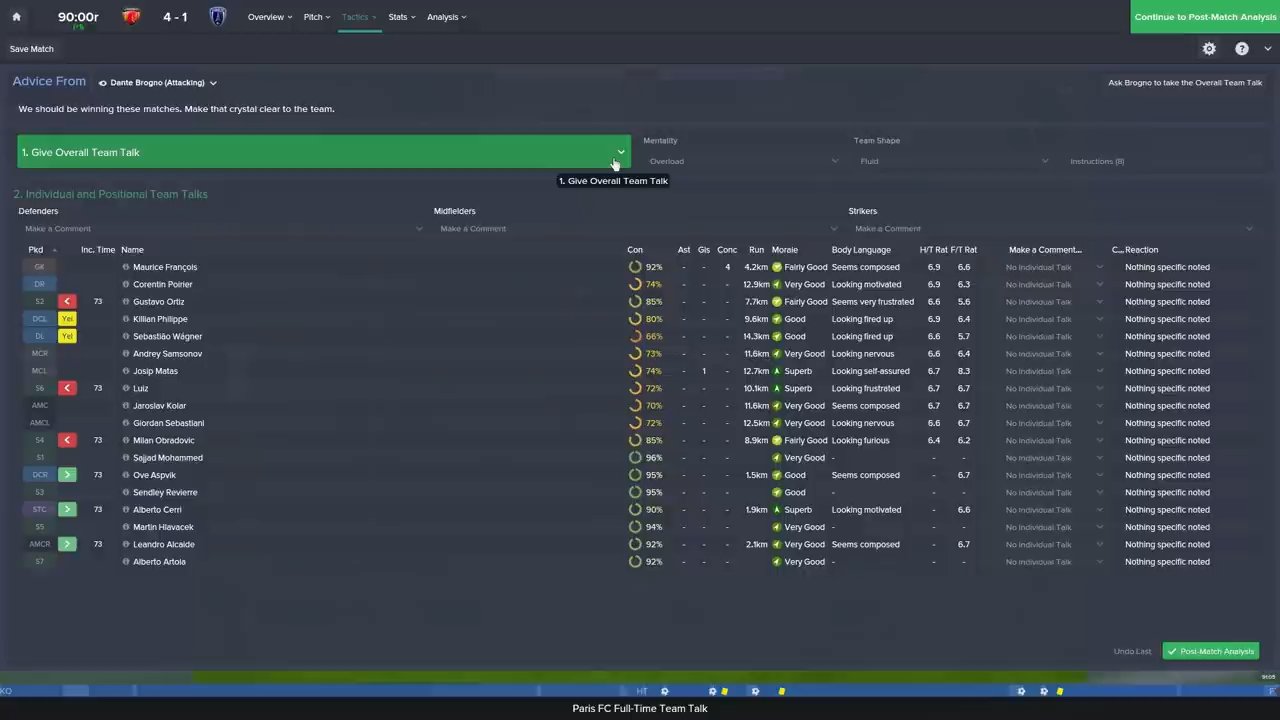 90:00r 4 - 1 Overview Pitch Tactics Stats Analysis Continue to Post-Match Analysis
Save Match
Advice From Dante Brogno (Attacking) Ask Brogno to take the Overall Team Talk
We should be winning these matches. Make that crystal clear to the team.
Mentality Team Shape
1. Give Overall Team Talk Overload Fluid Instructions (8)
1. Give Overall Team Talk
2. Individual and Positional Team Talks
Defenders Midfielders Strikers
Make a Comment Make a Comment Make a Comment
Pkd Inc. Time Name Con Ast Gls Conc Run Morale Body Language H/T Rat F/T Rat Make a Comment... C... Reaction
GK Maurice François 92% - - 4 4.2km Fairly Good Seems composed 6.9 6.6 No Individual Talk Nothing specific noted
DR Corentin Poirier 74% - - - 12.9km Very Good Looking motivated 6.9 6.3 No Individual Talk Nothing specific noted
S2 73 Gustavo Ortiz 85% - - - 7.7km Fairly Good Seems very frustrated 6.6 5.6 No Individual Talk Nothing specific noted
DCL Yel Killian Philippe 80% - - - 9.6km Good Looking fired up 6.9 6.4 No Individual Talk Nothing specific noted
DL Yel Sebastião Wágner 66% - - - 14.3km Good Looking fired up 6.6 5.7 No Individual Talk Nothing specific noted
MCR Andrey Samsonov 73% - - - 11.6km Very Good Looking nervous 6.6 6.4 No Individual Talk Nothing specific noted
MCL Josip Matas 74% - 1 - 12.7km Superb Looking self-assured 6.7 8.3 No Individual Talk Nothing specific noted
S6 73 Luiz 72% - - - 10.1km Superb Looking frustrated 6.7 6.7 No Individual Talk Nothing specific noted
AMC Jaroslav Kolar 70% - - - 11.6km Very Good Seems composed 6.7 6.7 No Individual Talk Nothing specific noted
AMCL Giordan Sebastiani 72% - - - 12.5km Very Good Looking nervous 6.6 6.7 No Individual Talk Nothing specific noted
S4 73 Milan Obradovic 85% - - - 8.9km Fairly Good Looking furious 6.4 6.2 No Individual Talk Nothing specific noted
S1 Sajjad Mohammed 96% - - - Very Good - - - No Individual Talk Nothing specific noted
DCR 73 Ove Aspvik 95% - - - 1.5km Good Seems composed - 6.7 No Individual Talk Nothing specific noted
S3 Sendley Revierre 95% - - - Good - - - No Individual Talk Nothing specific noted
STC 73 Alberto Cerri 90% - - - 1.9km Superb Looking motivated - 6.6 No Individual Talk Nothing specific noted
S5 Martin Hlavacek 94% - - - Very Good - - - No Individual Talk Nothing specific noted
AMCR 73 Leandro Alcaide 92% - - - 2.1km Very Good Seems composed - 6.7 No Individual Talk Nothing specific noted
S7 Alberto Artola 92% - - - Very Good - - - No Individual Talk Nothing specific noted
Undo Last Post-Match Analysis
KO HT F
Paris FC Full-Time Team Talk